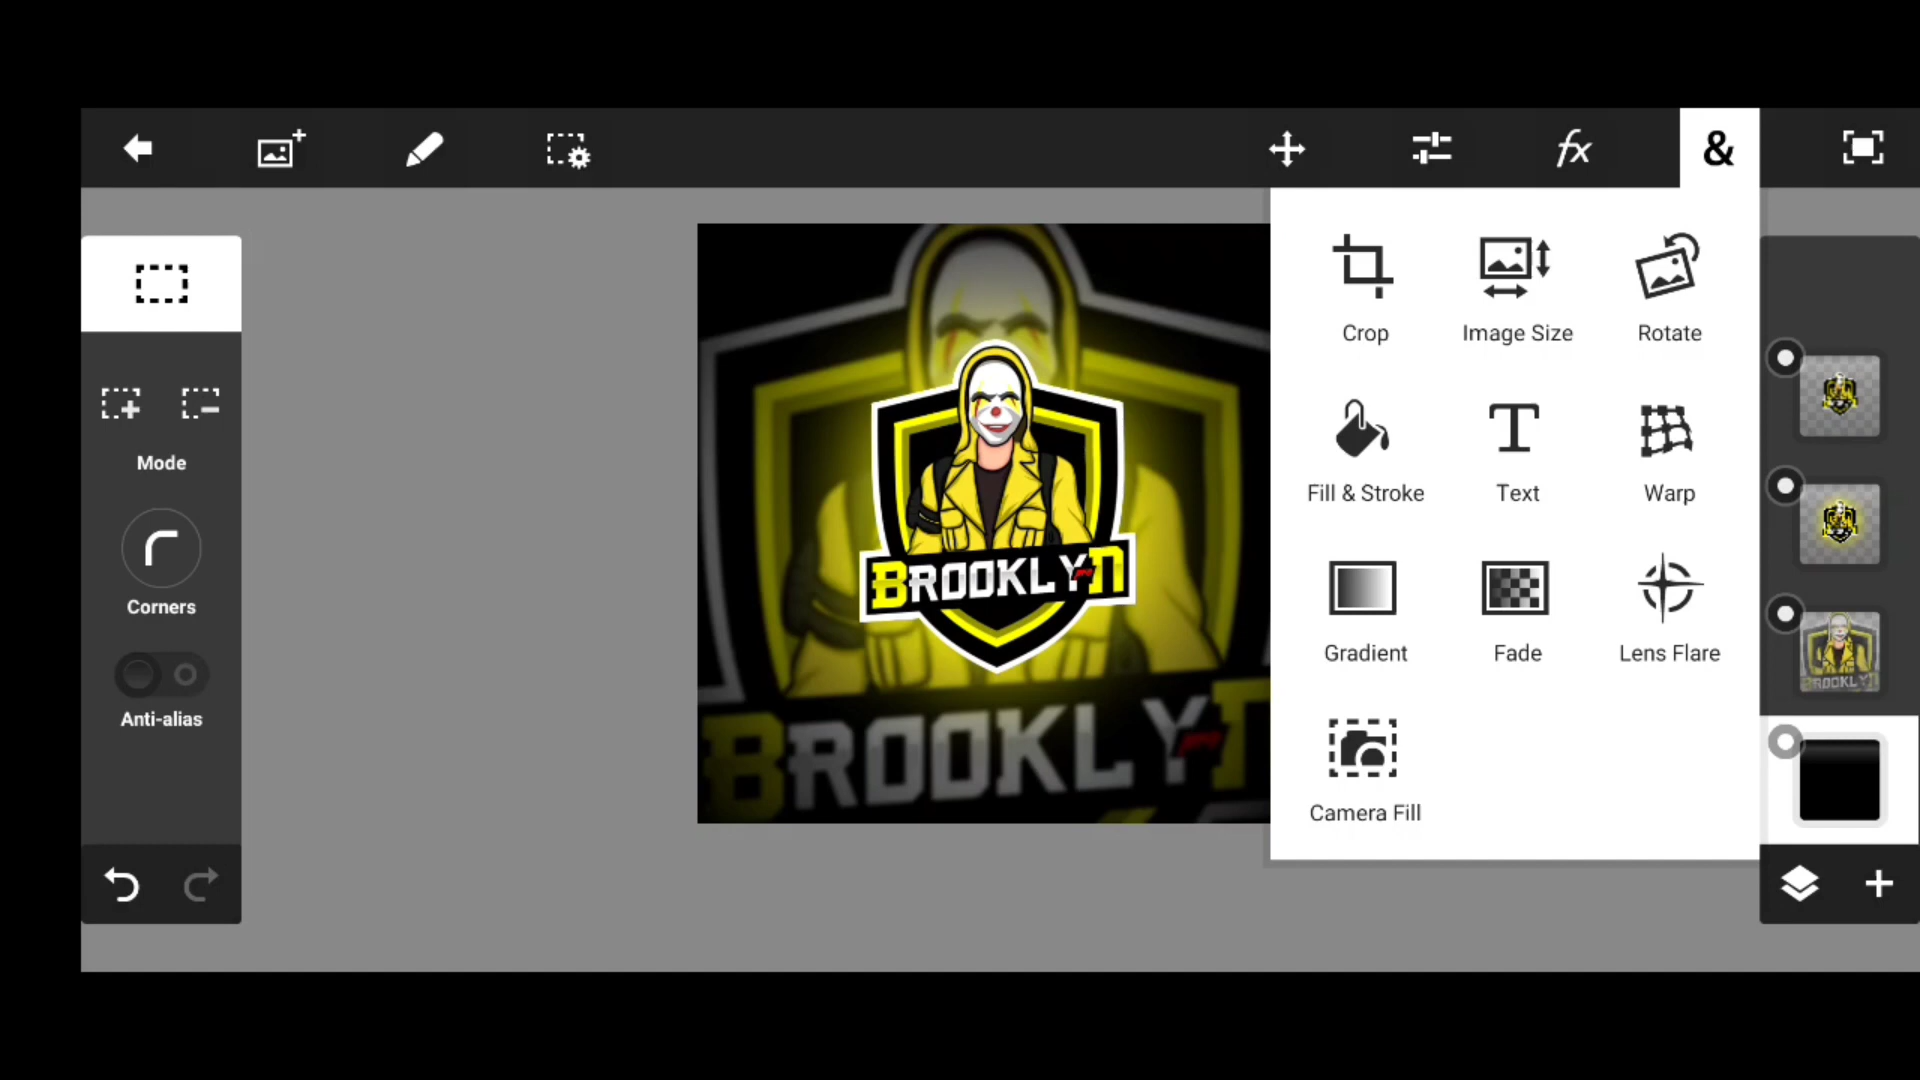 fx
&
Crop
Image Size
Rotate
Mode
Fill & Stroke
Text
Warp
Corners
BROOKLYN
Gradient
Fade
Lens Flare
Anti-alias
BROOKLYN
Camera Fill